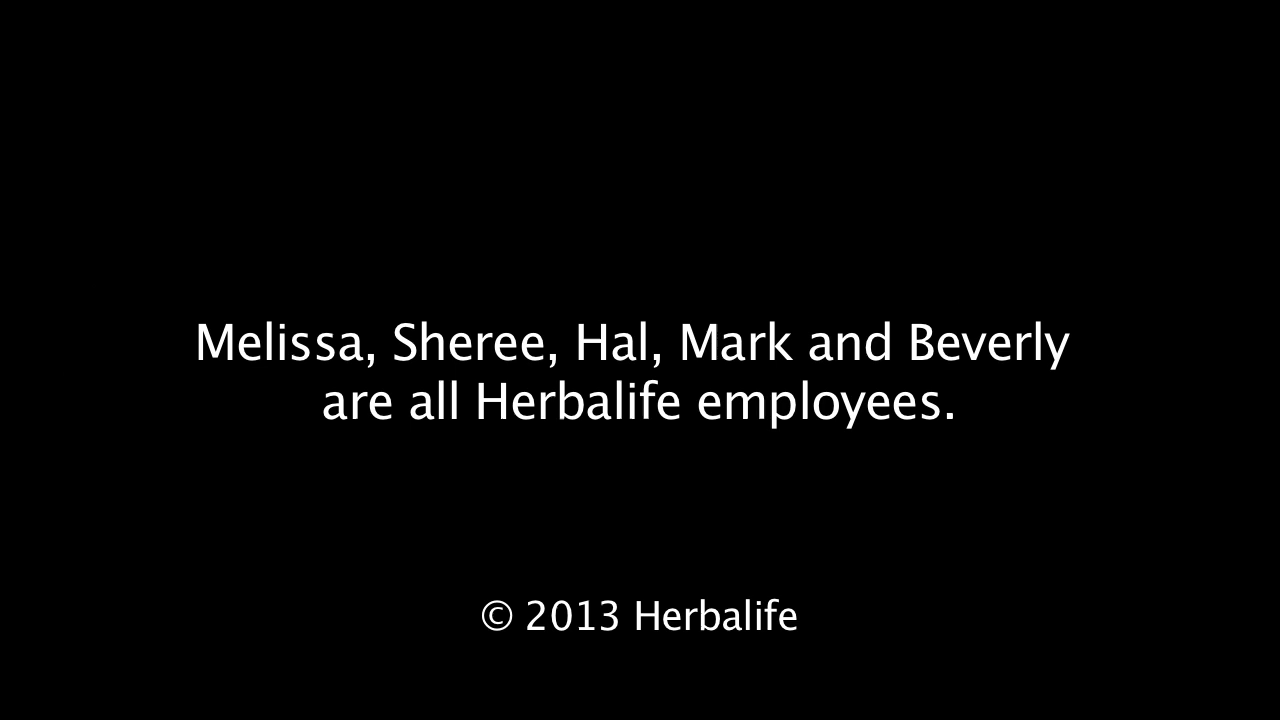 Melissa, Sheree, Hal, Mark and Beverly
are all Herbalife employees.
© 2013 Herbalife